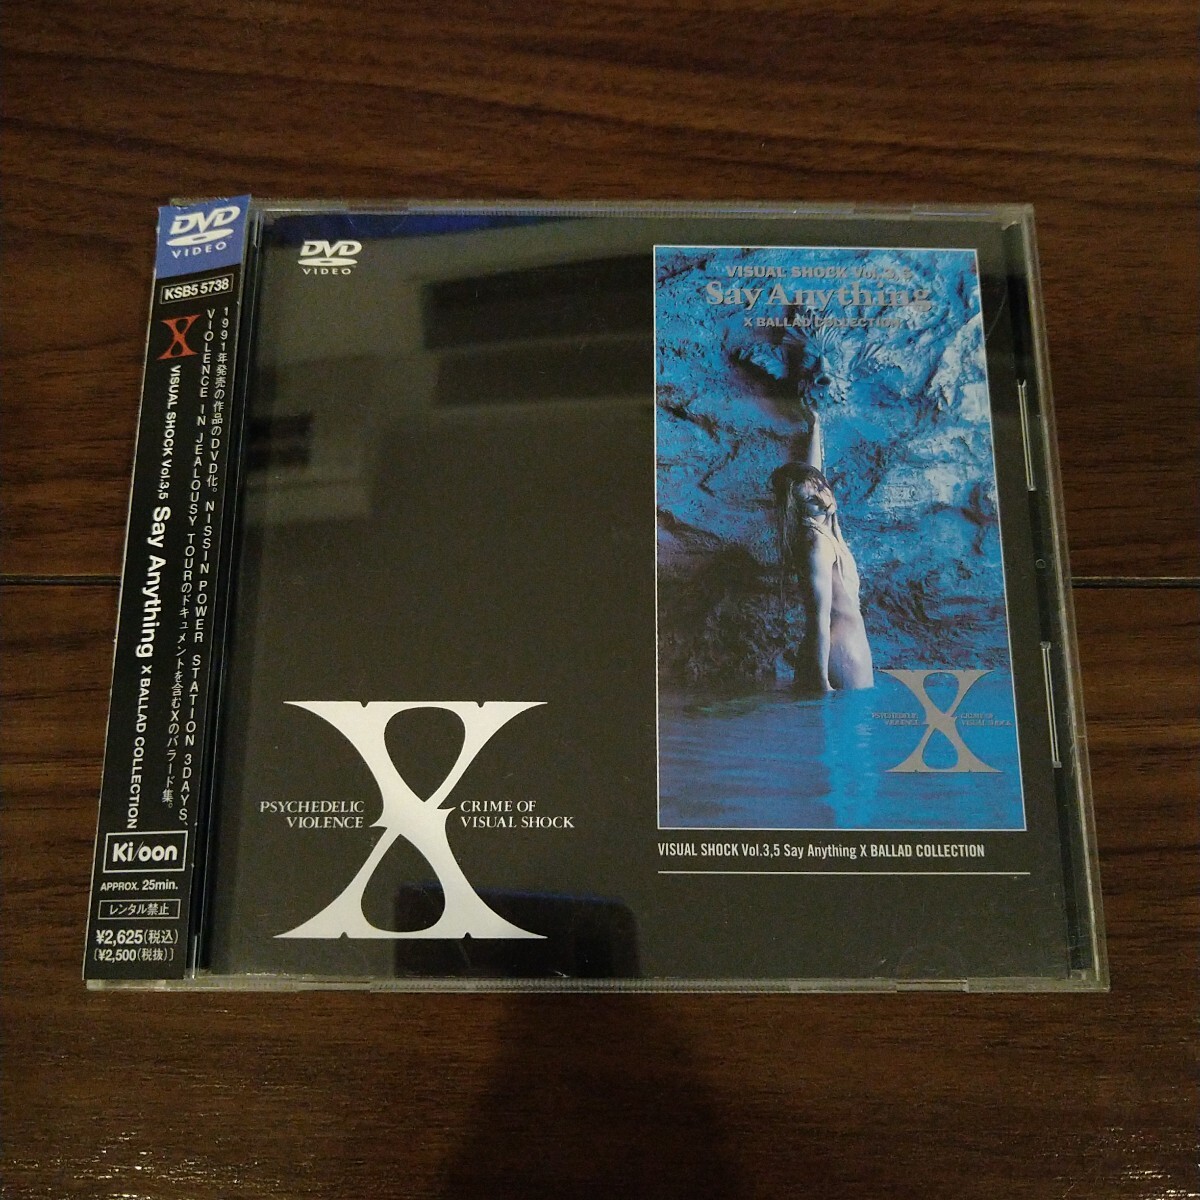 DVD
VIDEO
KSB5 5738
1991年発売の作品のDVD化。NISSIN POWER STATION 3DAYS、
VIOLENCE IN JEALOUSY TOURのドキュメントを含むXのバラード集。
X
VISUAL SHOCK Vol.3,5 Say Anything X BALLAD COLLECTION
Ki/oon
APPROX. 25min.
レンタル禁止
¥2,625(税込)
[¥2,500(税抜)]
DVD
VIDEO
X
PSYCHEDELIC
VIOLENCE
CRIME OF
VISUAL SHOCK
VISUAL SHOCK Vol. 3.5
Say Anything
X BALLAD COLLECTION
X
PSYCHEDELIC
VIOLENCE
CRIME OF
VISUAL SHOCK
VISUAL SHOCK Vol.3,5 Say Anything X BALLAD COLLECTION